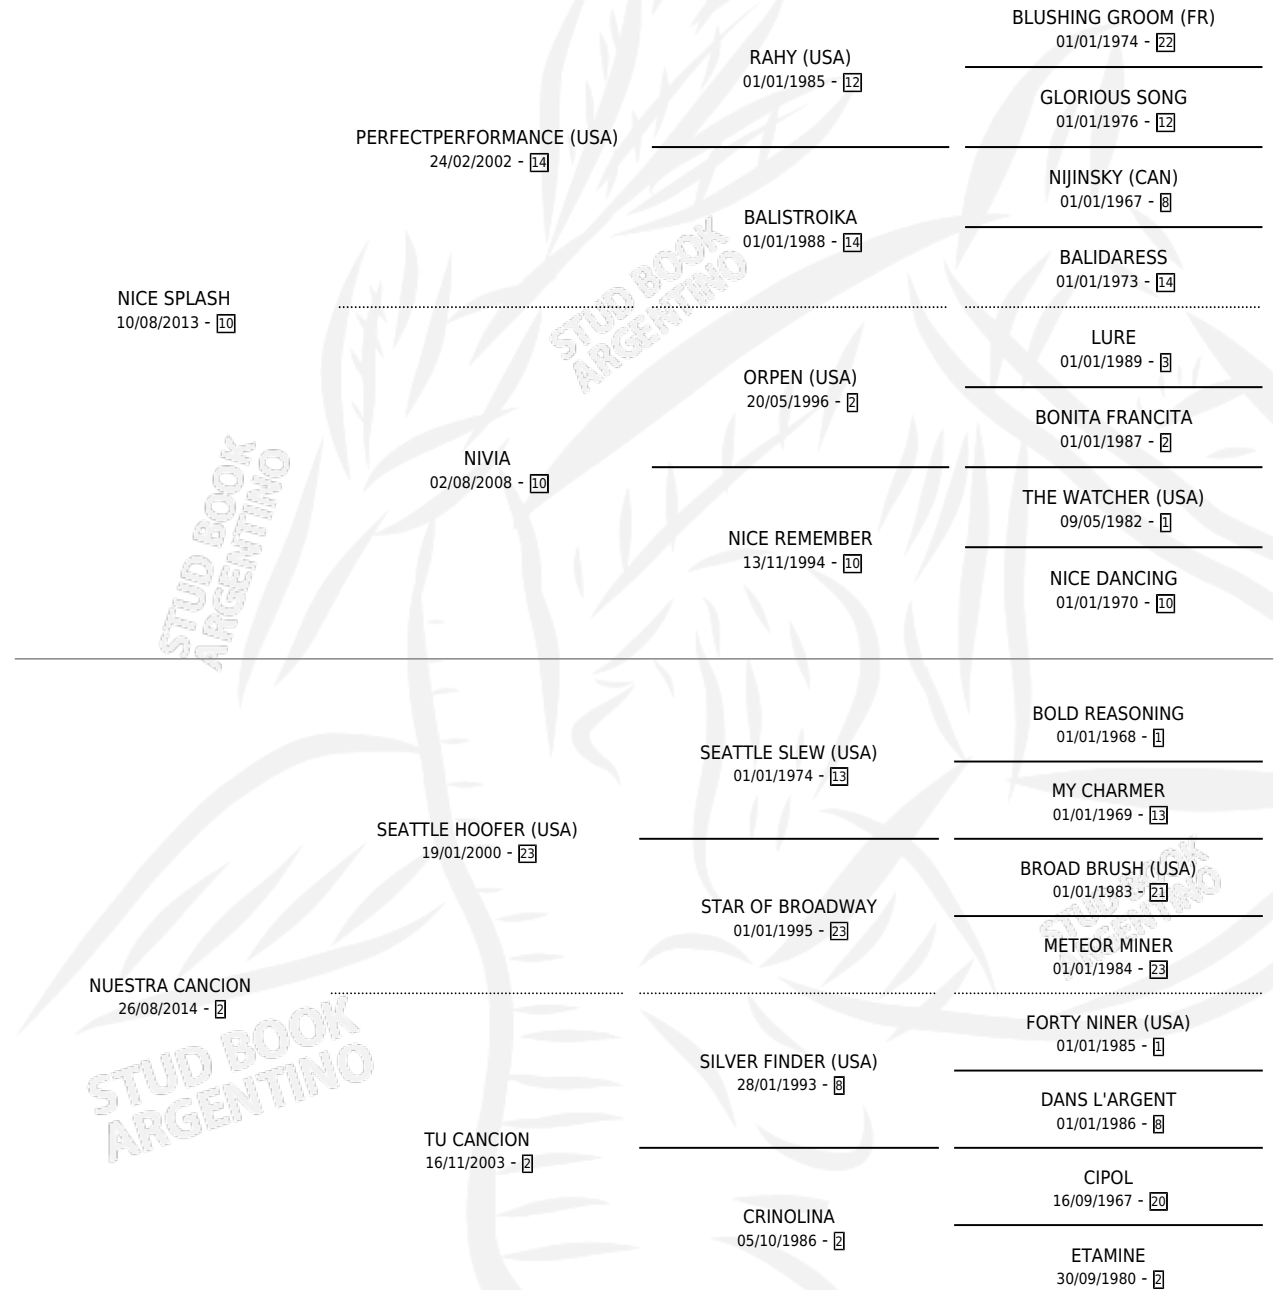 NICE SPLASH
10/08/2013 - 10
PERFECTPERFORMANCE (USA)
24/02/2002 - 14
NIVIA
02/08/2008 - 10
RAHY (USA)
01/01/1985 - 12
BALISTROIKA
01/01/1988 - 14
ORPEN (USA)
20/05/1996 - 2
NICE REMEMBER
13/11/1994 - 10
BLUSHING GROOM (FR)
01/01/1974 - 22
GLORIOUS SONG
01/01/1976 - 12
NIJINSKY (CAN)
01/01/1967 - 8
BALIDARESS
01/01/1973 - 14
LURE
01/01/1989 - 3
BONITA FRANCITA
01/01/1987 - 2
THE WATCHER (USA)
09/05/1982 - 1
NICE DANCING
01/01/1970 - 10
NUESTRA CANCION
26/08/2014 - 2
SEATTLE HOOFER (USA)
19/01/2000 - 23
TU CANCION
16/11/2003 - 2
SEATTLE SLEW (USA)
01/01/1974 - 13
STAR OF BROADWAY
01/01/1995 - 23
SILVER FINDER (USA)
28/01/1993 - 8
CRINOLINA
05/10/1986 - 2
BOLD REASONING
01/01/1968 - 1
MY CHARMER
01/01/1969 - 13
BROAD BRUSH (USA)
01/01/1983 - 21
METEOR MINER
01/01/1984 - 23
FORTY NINER (USA)
01/01/1985 - 1
DANS L'ARGENT
01/01/1986 - 8
CIPOL
16/09/1967 - 20
ETAMINE
30/09/1980 - 2
STUD BOOK
ARGENTINO
STUD BOOK
ARGENTINO
STUD BOOK
ARGENTINO
STUD BOOK
ARGENTINO